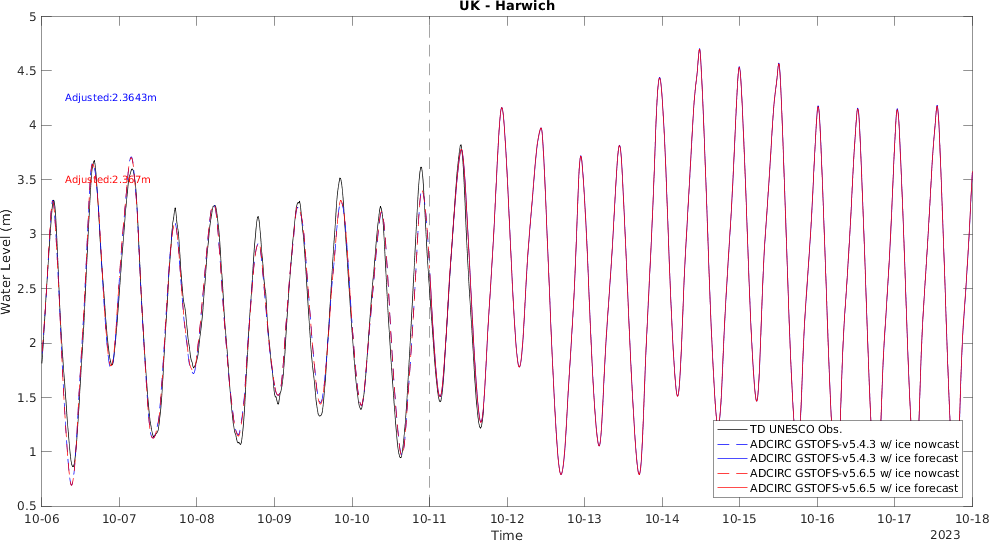 UK - Harwich
5
4.5
4
3.5
3
2.5
2
1.5
1
0.5
Water Level (m)
Adjusted:2.3643m
Adjusted:2.367m
TD UNESCO Obs.
ADCIRC GSTOFS-v5.4.3 w/ ice nowcast
ADCIRC GSTOFS-v5.4.3 w/ ice forecast
ADCIRC GSTOFS-v5.6.5 w/ ice nowcast
ADCIRC GSTOFS-v5.6.5 w/ ice forecast
10-06 10-07 10-08 10-09 10-10 10-11 10-12 10-13 10-14 10-15 10-16 10-17 10-18
Time
2023